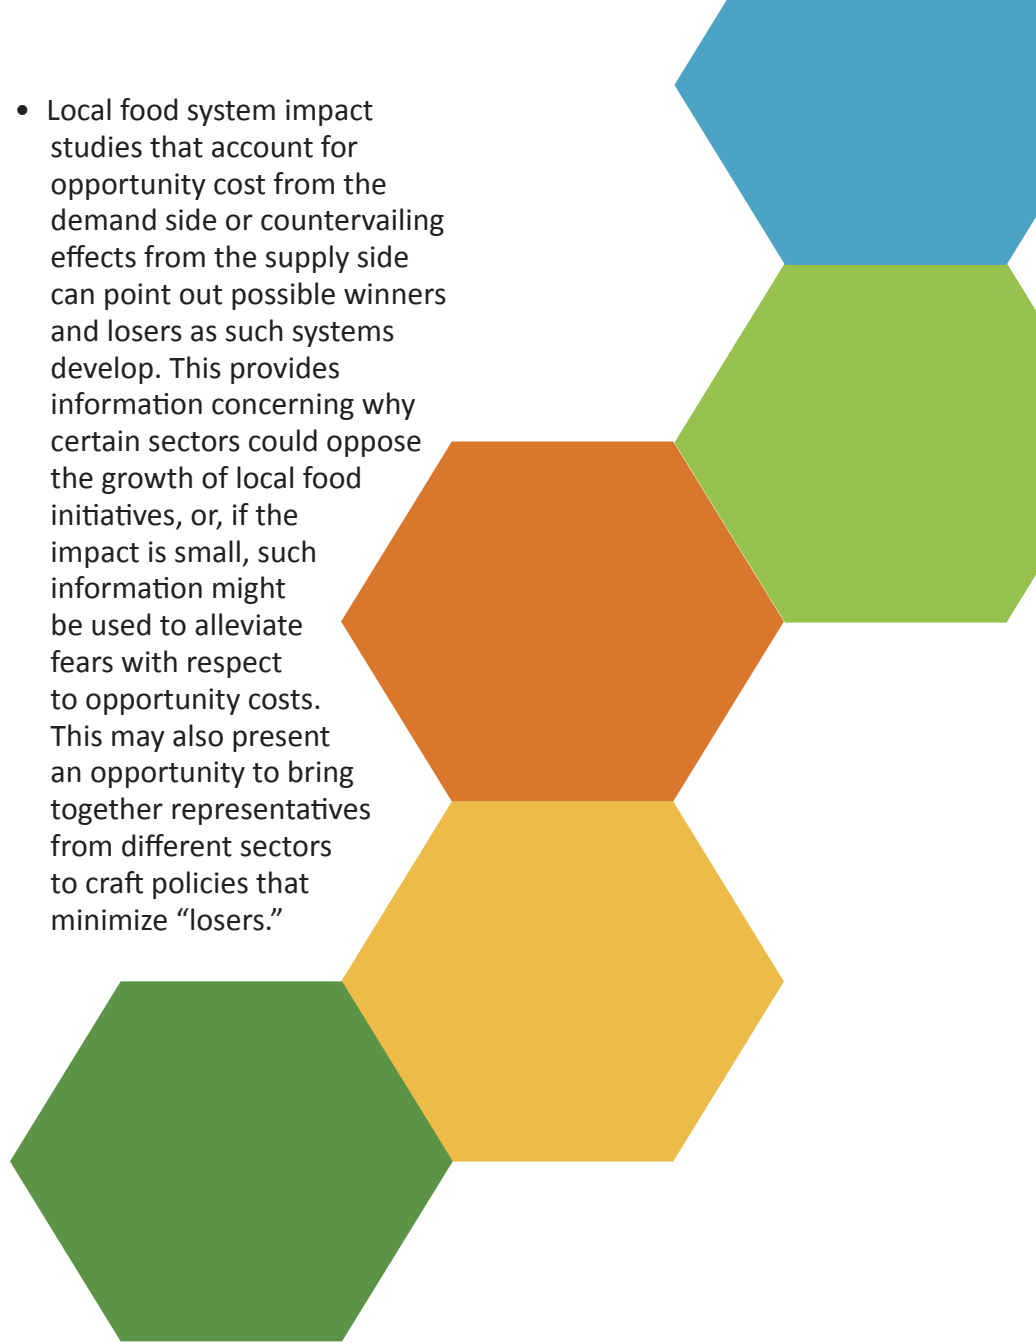 • Local food system impact
studies that account for
opportunity cost from the
demand side or countervailing
effects from the supply side
can point out possible winners
and losers as such systems
develop. This provides
information concerning why
certain sectors could oppose
the growth of local food
initiatives, or, if the
impact is small, such
information might
be used to alleviate
fears with respect
to opportunity costs.
This may also present
an opportunity to bring
together representatives
from different sectors
to craft policies that
minimize “losers.”